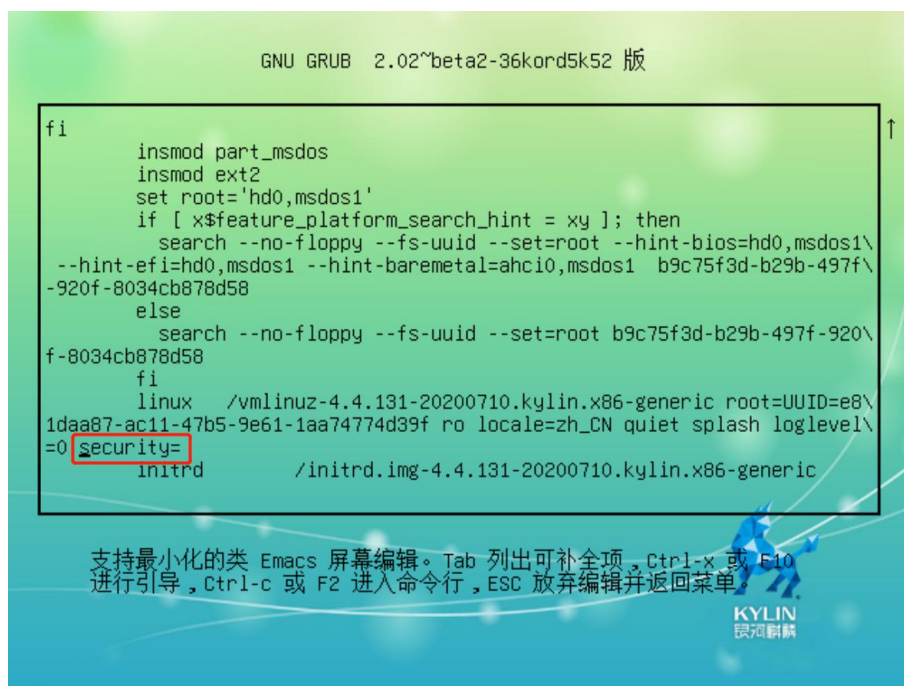 GNU GRUB  2.02~beta2-36kord5k52 版
fi
insmod part_msdos
insmod ext2
set root='hd0,msdos1'
if [ x$feature_platform_search_hint = xy ]; then
search --no-floppy --fs-uuid --set=root --hint-bios=hd0,msdos1\
--hint-efi=hd0,msdos1 --hint-baremetal=ahci0,msdos1  b9c75f3d-b29b-497f\
-920f-8034cb878d58
else
search --no-floppy --fs-uuid --set=root b9c75f3d-b29b-497f-920\
f-8034cb878d58
fi
linux   /vmlinuz-4.4.131-20200710.kylin.x86-generic root=UUID=e8\
1daa87-ac11-47b5-9e61-1aa74774d39f ro locale=zh_CN quiet splash loglevel\
=0 security=
initrd          /initrd.img-4.4.131-20200710.kylin.x86-generic
↑
支持最小化的类 Emacs 屏幕编辑。Tab 列出可补全项，Ctrl-x 或 F10
进行引导，Ctrl-c 或 F2 进入命令行，ESC 放弃编辑并返回菜单。
KYLIN
银河麒麟